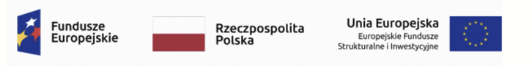 Fundusze
Europejskie
Rzeczpospolita
Polska
Unia Europejska
Europejskie Fundusze
Strukturalne i Inwestycyjne